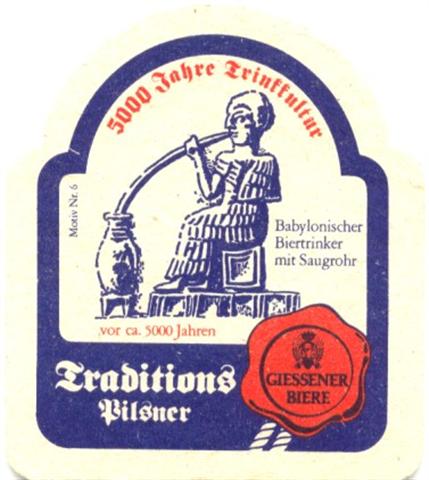 5000 Jahre Trinkkultur
Motiv Nr. 6
Babylonischer
Biertrinker
mit Saugrohr
vor ca. 5000 Jahren
Traditions
Pilsner
GIESSENER
BIERE